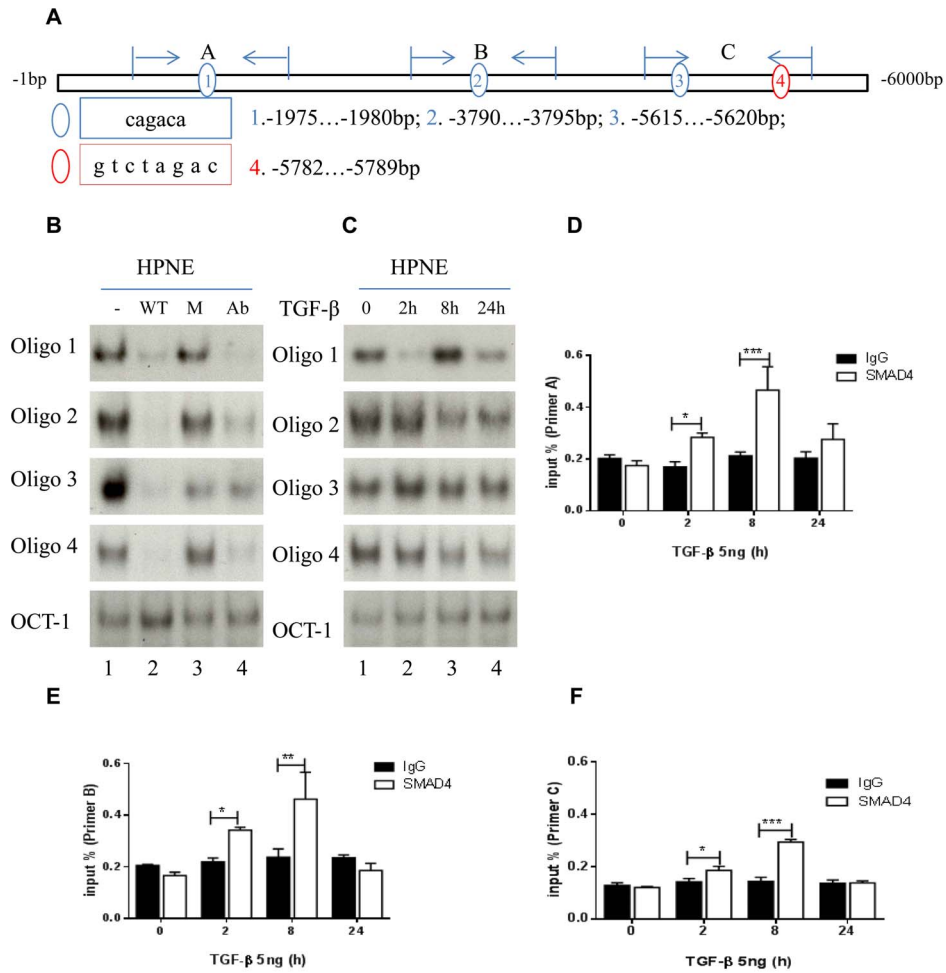 A
A B C
-1bp 1 2 3 4 -6000bp
cagaca 1.-1975…-1980bp; 2. -3790…-3795bp; 3. -5615…-5620bp;
g t c t a g a c 4. -5782…-5789bp
B
HPNE
- WT M Ab
Oligo 1
Oligo 2
Oligo 3
Oligo 4
OCT-1
1 2 3 4
C
HPNE
TGF-β 0 2h 8h 24h
Oligo 1
Oligo 2
Oligo 3
Oligo 4
OCT-1
1 2 3 4
D
input % (Primer A)
0.6
0.4
0.2
0.0
* ***
IgG
SMAD4
0 2 8 24
TGF-β 5ng (h)
E
input % (Primer B)
0.6
0.4
0.2
0.0
* **
IgG
SMAD4
0 2 8 24
TGF-β 5ng (h)
F
input % (Primer C)
0.6
0.4
0.2
0.0
* ***
IgG
SMAD4
0 2 8 24
TGF-β 5ng (h)